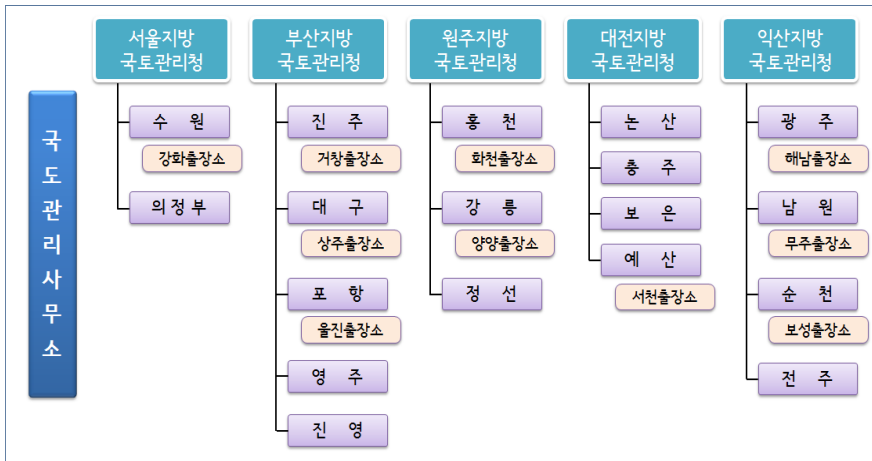 국도관리사무소
서울지방
국토관리청
수 원
강화출장소
의정부
부산지방
국토관리청
진 주
거창출장소
대 구
상주출장소
포 항
울진출장소
영 주
진 영
원주지방
국토관리청
홍 천
화천출장소
강 릉
양양출장소
정 선
대전지방
국토관리청
논 산
충 주
보 은
예 산
서천출장소
익산지방
국토관리청
광 주
해남출장소
남 원
무주출장소
순 천
보성출장소
전 주